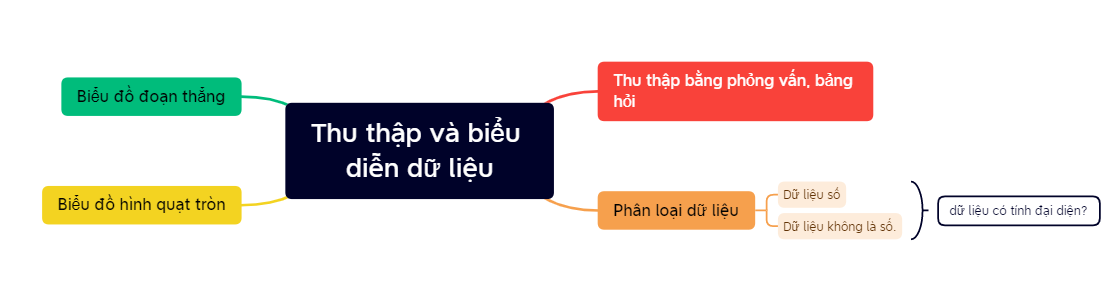 Thu thập và biểu
diễn dữ liệu
Biểu đồ đoạn thẳng
Biểu đồ hình quạt tròn
Thu thập bằng phỏng vấn, bảng
hỏi
Phân loại dữ liệu
Dữ liệu số
Dữ liệu không là số.
dữ liệu có tính đại diện?